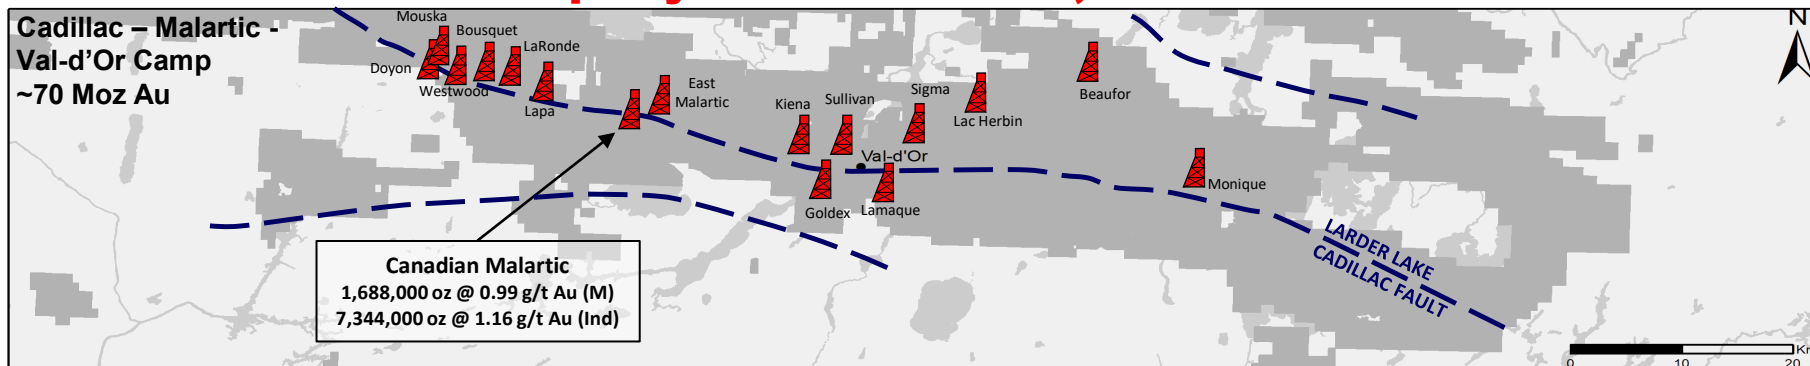 Cadillac – Malartic -
Val-d'Or Camp
~70 Moz Au
Mouska
Bousquet
LaRonde
Doyon
Westwood
Lapa
East
Malartic
Kiena
Sullivan
Sigma
Lac Herbin
Beaufor
Val-d'Or
Goldex
Lamaque
Monique
N
Canadian Malartic
1,688,000 oz @ 0.99 g/t Au (M)
7,344,000 oz @ 1.16 g/t Au (Ind)
LARDER LAKE
CADILLAC FAULT
0 10 20